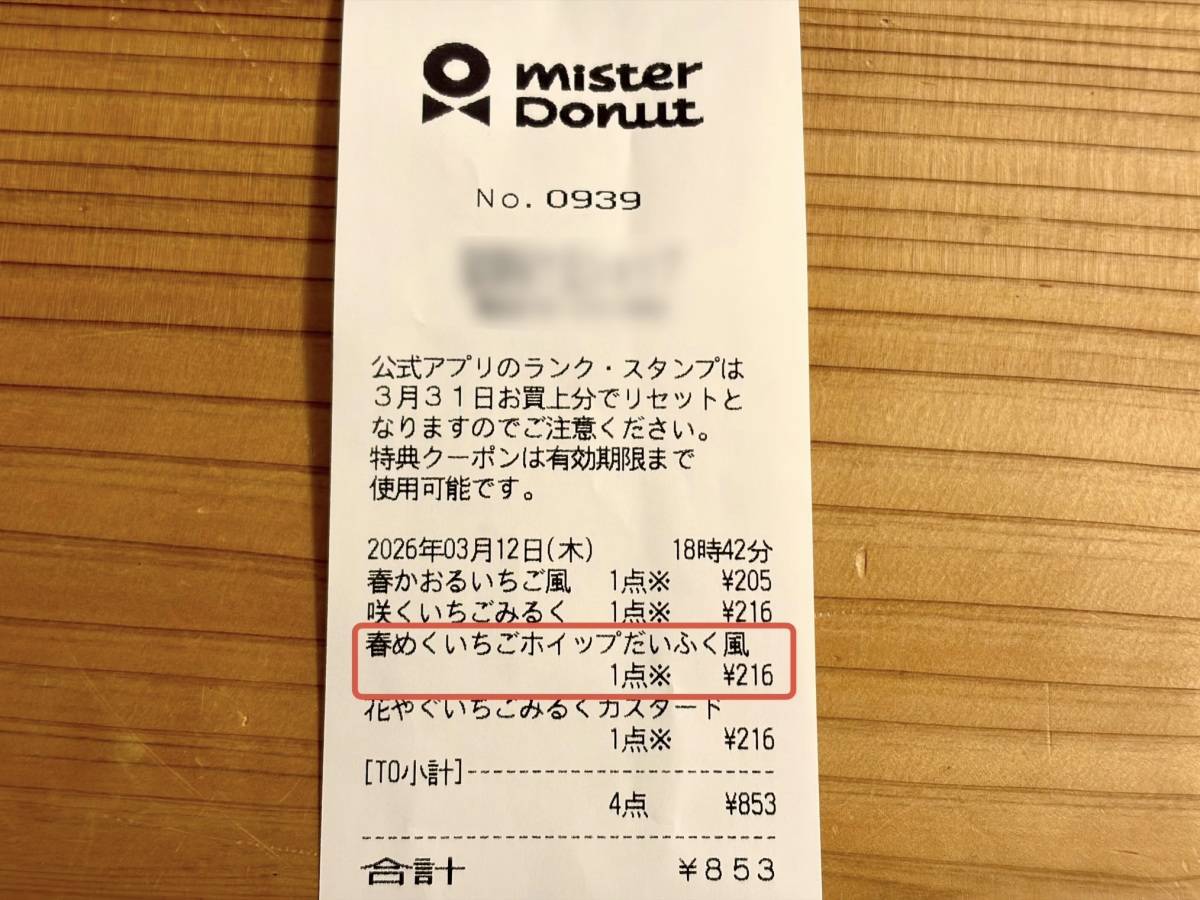 mister
Donut
No. 0939
公式アプリのランク・スタンプは
3月31日お買上分でリセットと
なりますのでご注意ください。
特典クーポンは有効期限まで
使用可能です。
2026年03月12日(木) 18時42分
春かおるいちご風 1点※ ¥205
咲くいちごみるく 1点※ ¥216
春めくいちごホイップだいふく風
1点※ ¥216
花やぐいちごみるくカスタード
1点※ ¥216
[TO小計]
4点 ¥853
合計 ¥853